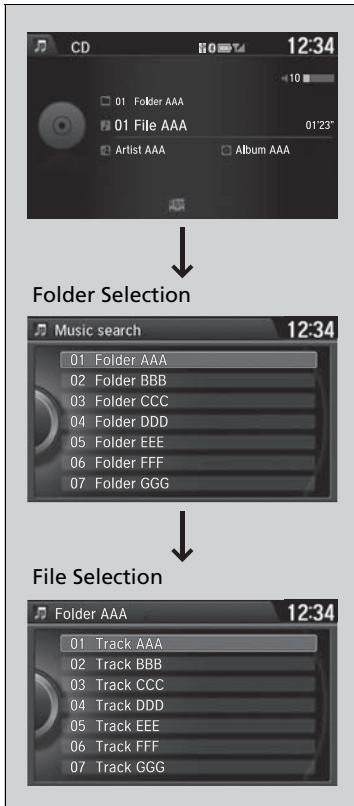 CD 12:34
10
01 Folder AAA
01 File AAA 01'23"
Artist AAA Album AAA
Folder Selection
Music search 12:34
01 Folder AAA
02 Folder BBB
03 Folder CCC
04 Folder DDD
05 Folder EEE
06 Folder FFF
07 Folder GGG
File Selection
Folder AAA 12:34
01 Track AAA
02 Track BBB
03 Track CCC
04 Track DDD
05 Track EEE
06 Track FFF
07 Track GGG